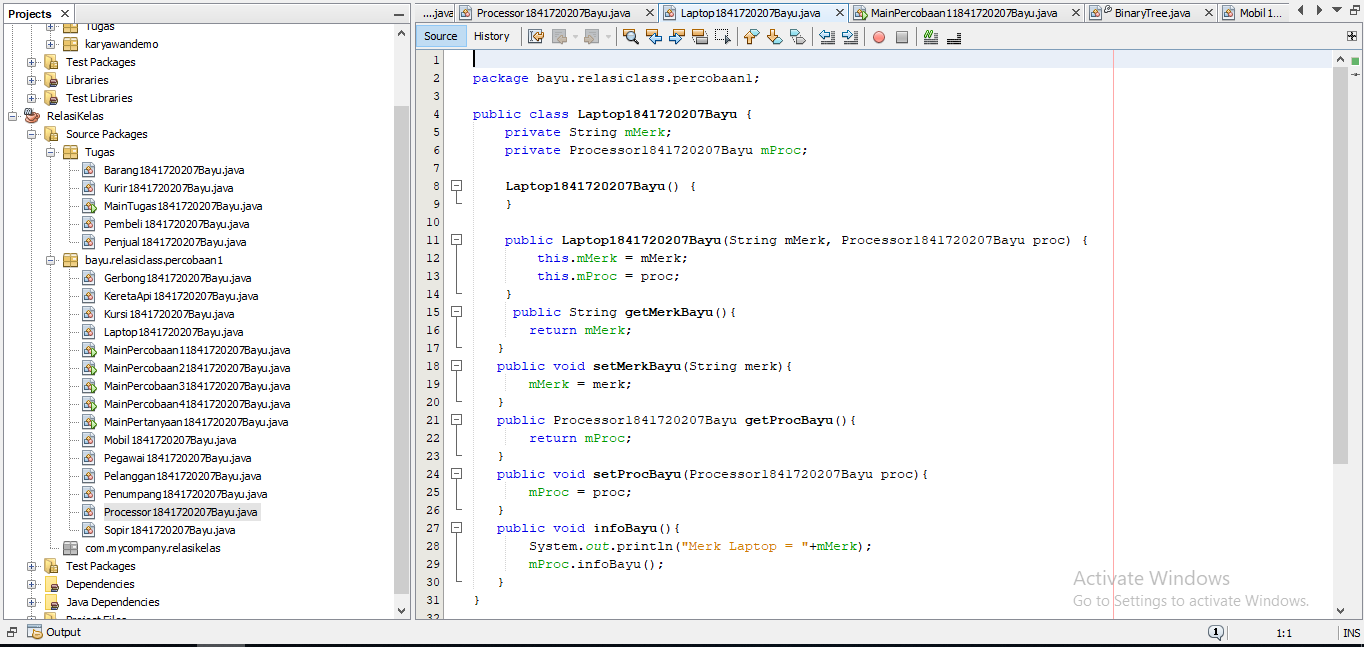 Projects
Tugas
karyawandemo
Test Packages
Libraries
Test Libraries
RelasiKelas
Source Packages
Tugas
Barang1841720207Bayu.java
Kurir1841720207Bayu.java
MainTugas1841720207Bayu.java
Pembeli1841720207Bayu.java
Penjual1841720207Bayu.java
bayu.relasiclass.percobaan1
Gerbong1841720207Bayu.java
KeretaApi1841720207Bayu.java
Kursi1841720207Bayu.java
Laptop1841720207Bayu.java
MainPercobaan11841720207Bayu.java
MainPercobaan21841720207Bayu.java
MainPercobaan31841720207Bayu.java
MainPercobaan41841720207Bayu.java
MainPertanyaan1841720207Bayu.java
Mobil1841720207Bayu.java
Pegawai1841720207Bayu.java
Pelanggan1841720207Bayu.java
Penumpang1841720207Bayu.java
Processor1841720207Bayu.java
Sopir1841720207Bayu.java
com.mycompany.relasikelas
Test Packages
Dependencies
Java Dependencies
Project Files
...java Processor1841720207Bayu.java Laptop1841720207Bayu.java MainPercobaan11841720207Bayu.java BinaryTree.java Mobil1...
Source History
1
2 package bayu.relasiclass.percobaan1;
3
4 public class Laptop1841720207Bayu {
5 private String mMerk;
6 private Processor1841720207Bayu mProc;
7
8 Laptop1841720207Bayu() {
9 }
10
11 public Laptop1841720207Bayu(String mMerk, Processor1841720207Bayu proc) {
12 this.mMerk = mMerk;
13 this.mProc = proc;
14 }
15 public String getMerkBayu(){
16 return mMerk;
17 }
18 public void setMerkBayu(String merk){
19 mMerk = merk;
20 }
21 public Processor1841720207Bayu getProcBayu(){
22 return mProc;
23 }
24 public void setProcBayu(Processor1841720207Bayu proc){
25 mProc = proc;
26 }
27 public void infoBayu(){
28 System.out.println("Merk Laptop = "+mMerk);
29 mProc.infoBayu();
30 }
31 }
32
Activate Windows
Go to Settings to activate Windows.
Output
1
1:1 INS